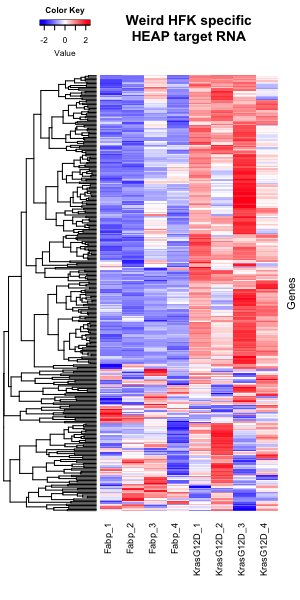 Color Key
-2 0 2
Value
Weird HFK specific
HEAP target RNA
Genes
Fabp_1
Fabp_2
Fabp_3
Fabp_4
KrasG12D_1
KrasG12D_2
KrasG12D_3
KrasG12D_4